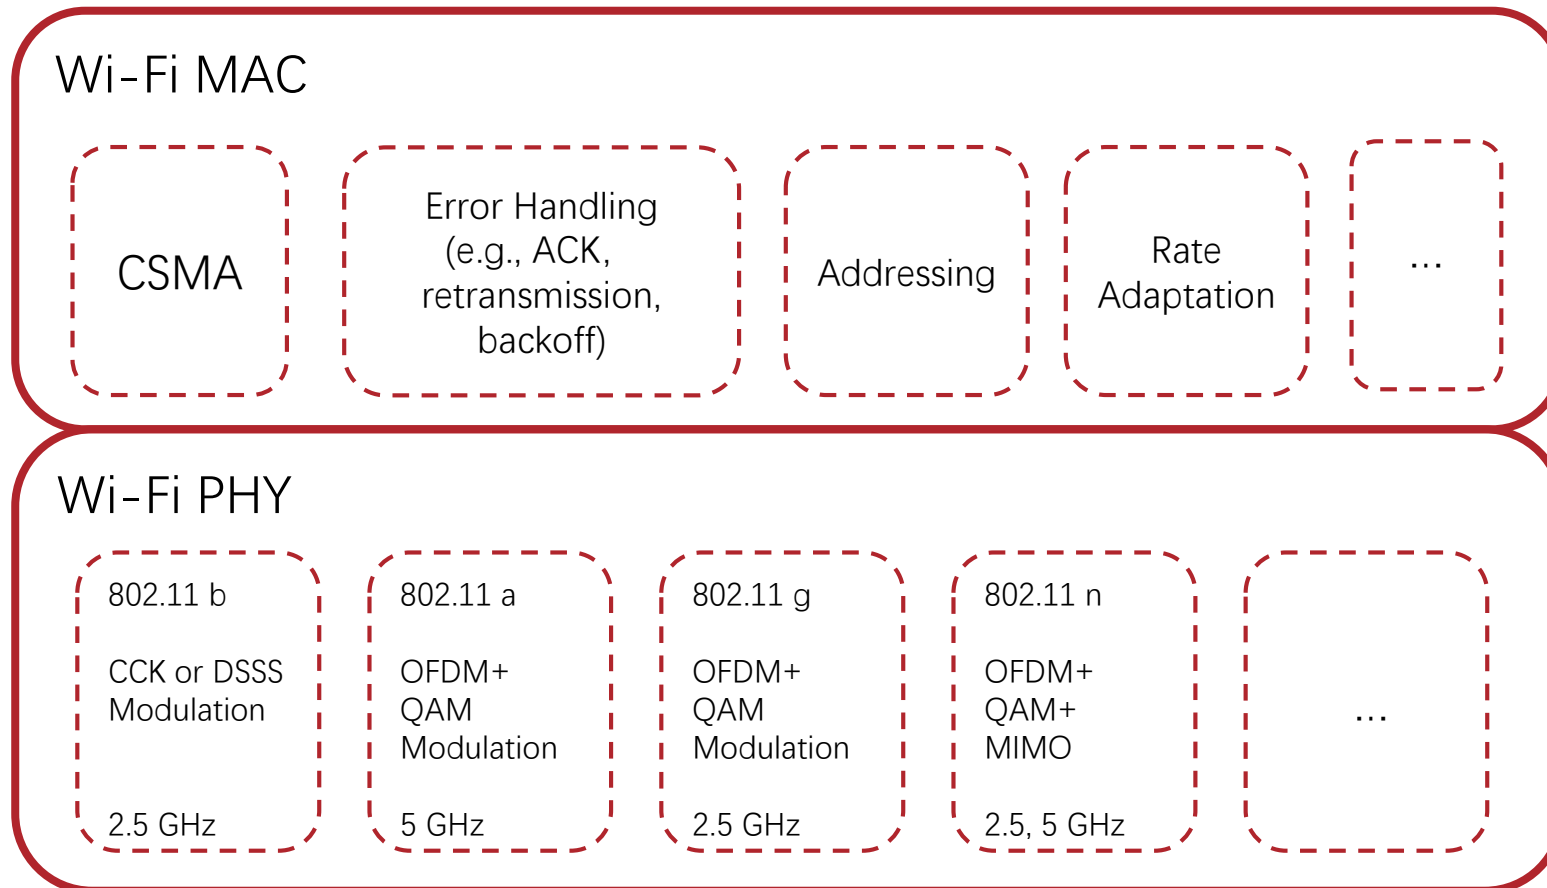 Wi-Fi MAC
CSMA
Error Handling
(e.g., ACK,
retransmission,
backoff)
Addressing
Rate
Adaptation
...
Wi-Fi PHY
802.11 b
CCK or DSSS
Modulation
2.5 GHz
802.11 a
OFDM+
QAM
Modulation
5 GHz
802.11 g
OFDM+
QAM
Modulation
2.5 GHz
802.11 n
OFDM+
QAM+
MIMO
2.5, 5 GHz
...